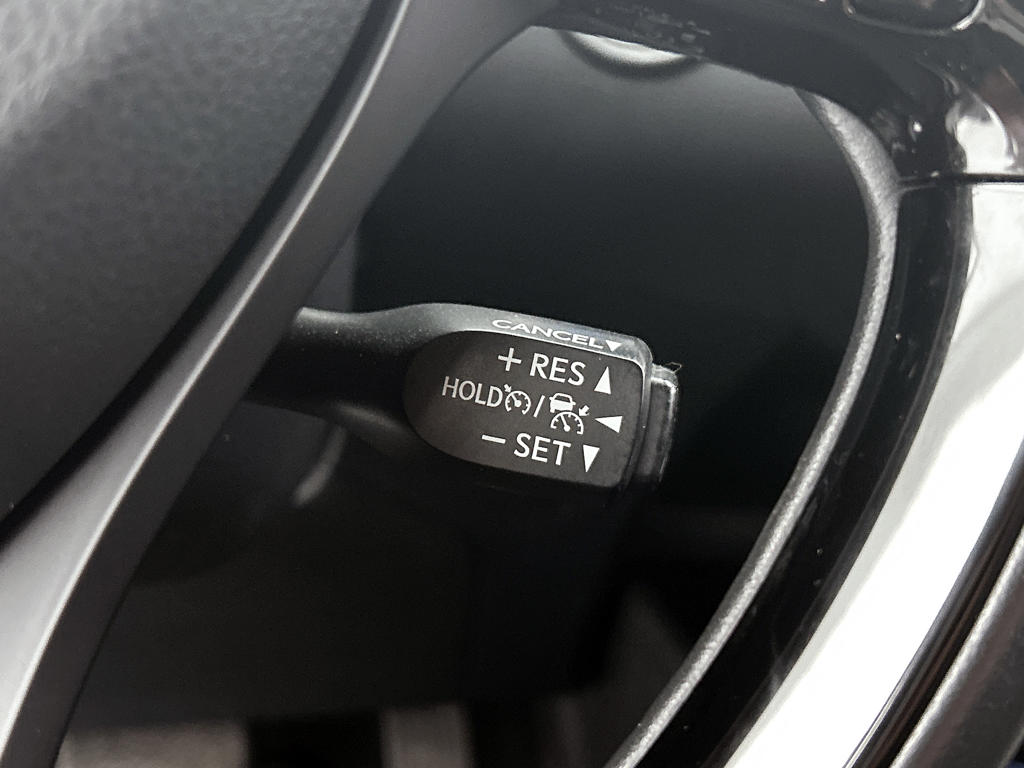 CANCEL▼
+ RES ▲
HOLD / ◀
− SET ▼